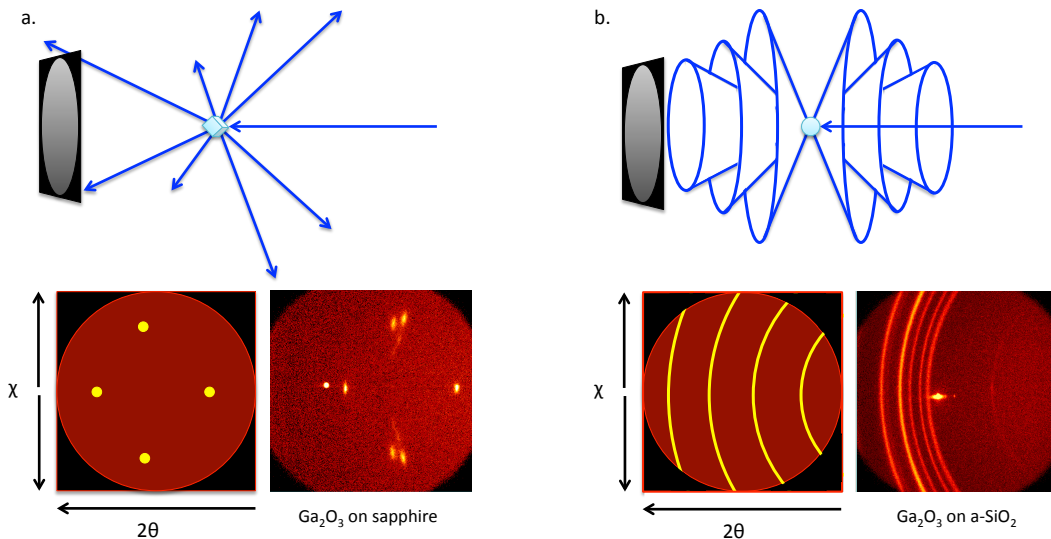 a.
b.
χ
2θ
Ga₂O₃ on sapphire
χ
2θ
Ga₂O₃ on a-SiO₂